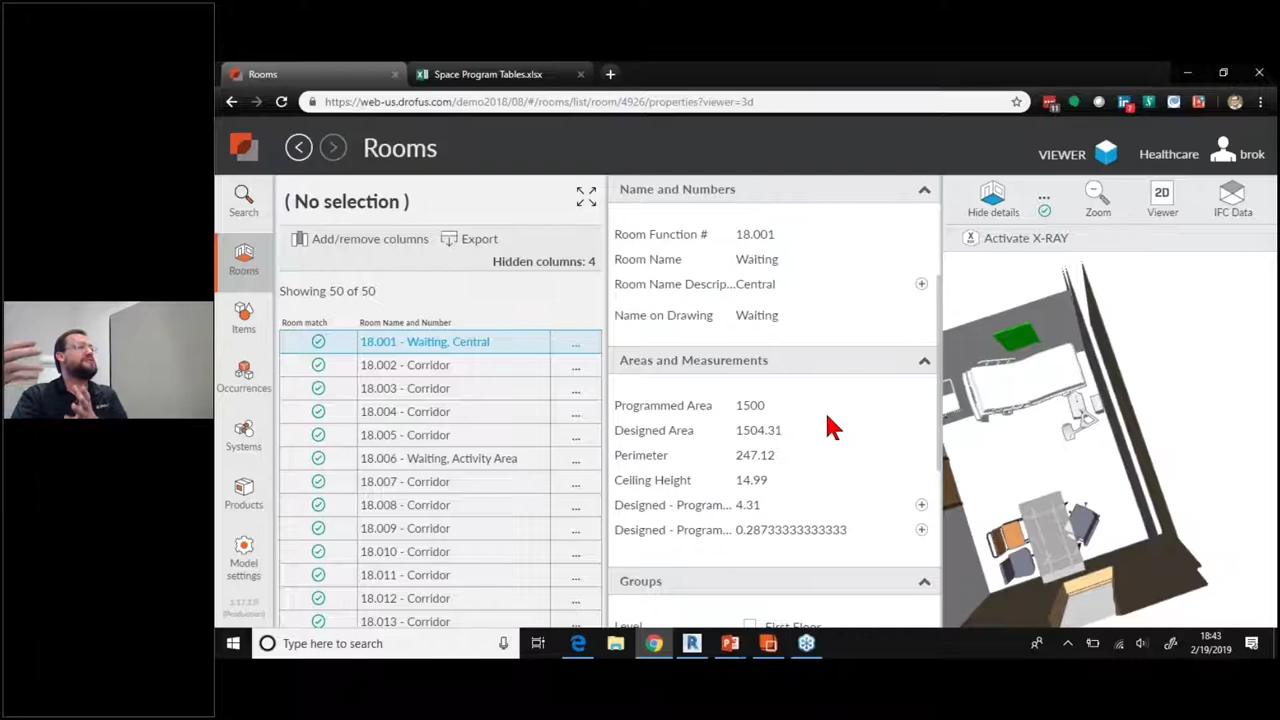 Rooms
Space Program Tables.xlsx
https://web-us.drofus.com/demo2018/08/#/rooms/list/room/4926/properties?viewer=3d
Rooms
VIEWER
Healthcare
brok
Search
Rooms
Items
Occurrences
Systems
Products
Model
settings
(Production)
( No selection )
Add/remove columns
Export
Hidden columns: 4
Showing 50 of 50
Room match Room Name and Number
18.001 - Waiting, Central ...
18.002 - Corridor ...
18.003 - Corridor ...
18.004 - Corridor ...
18.005 - Corridor ...
18.006 - Waiting, Activity Area ...
18.007 - Corridor ...
18.008 - Corridor ...
18.009 - Corridor ...
18.010 - Corridor ...
18.011 - Corridor ...
18.012 - Corridor ...
18.013 - Corridor ...
Name and Numbers
Room Function # 18.001
Room Name Waiting
Room Name Descrip... Central
Name on Drawing Waiting
Areas and Measurements
Programmed Area 1500
Designed Area 1504.31
Perimeter 247.12
Ceiling Height 14.99
Designed - Program... 4.31
Designed - Program... 0.28733333333333
Groups
Level First Floor
Hide details
...
Zoom
2D
Viewer
IFC Data
Activate X-RAY
Type here to search
18:43
2/19/2019